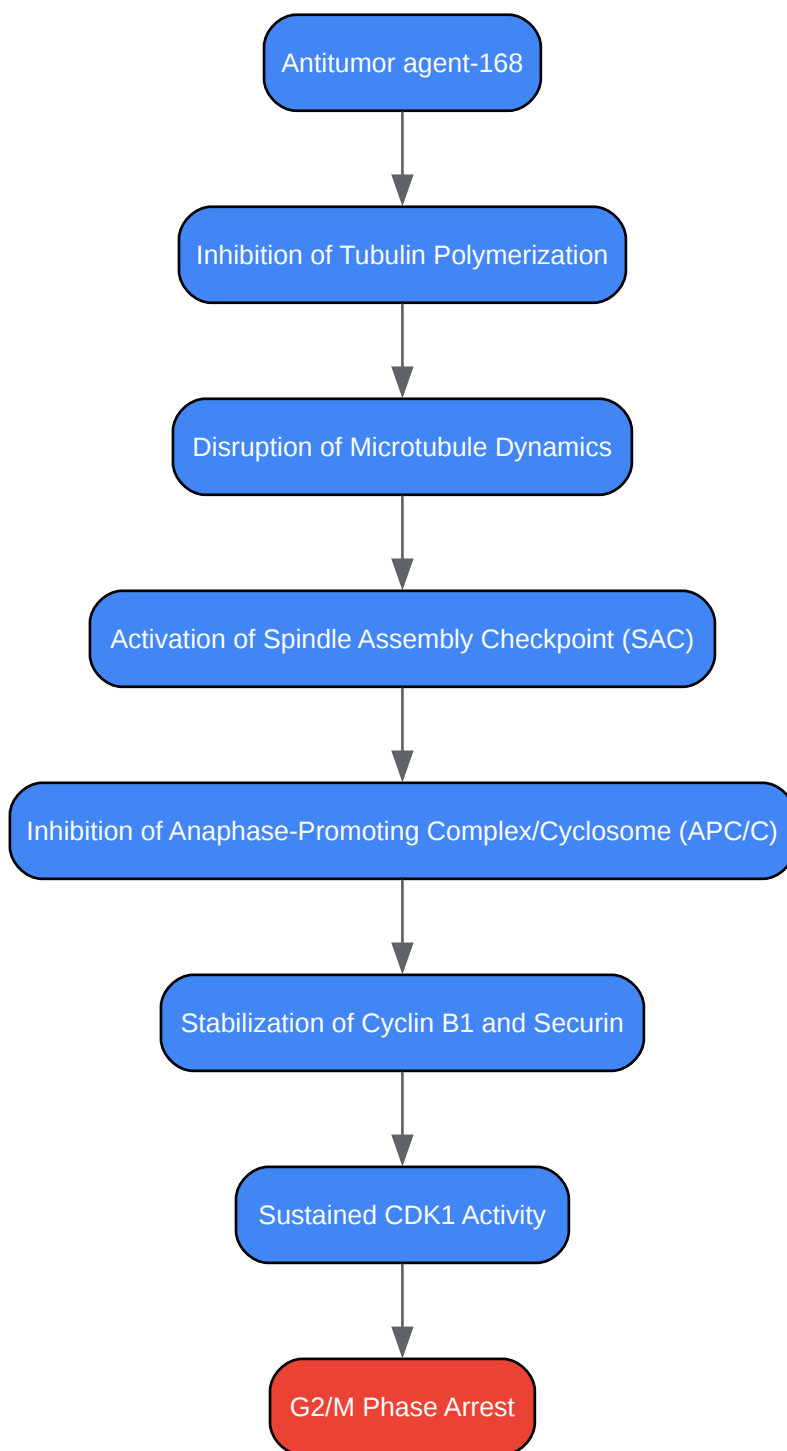 Antitumor agent-168
Inhibition of Tubulin Polymerization
Disruption of Microtubule Dynamics
Activation of Spindle Assembly Checkpoint (SAC)
Inhibition of Anaphase-Promoting Complex/Cyclosome (APC/C)
Stabilization of Cyclin B1 and Securin
Sustained CDK1 Activity
G2/M Phase Arrest